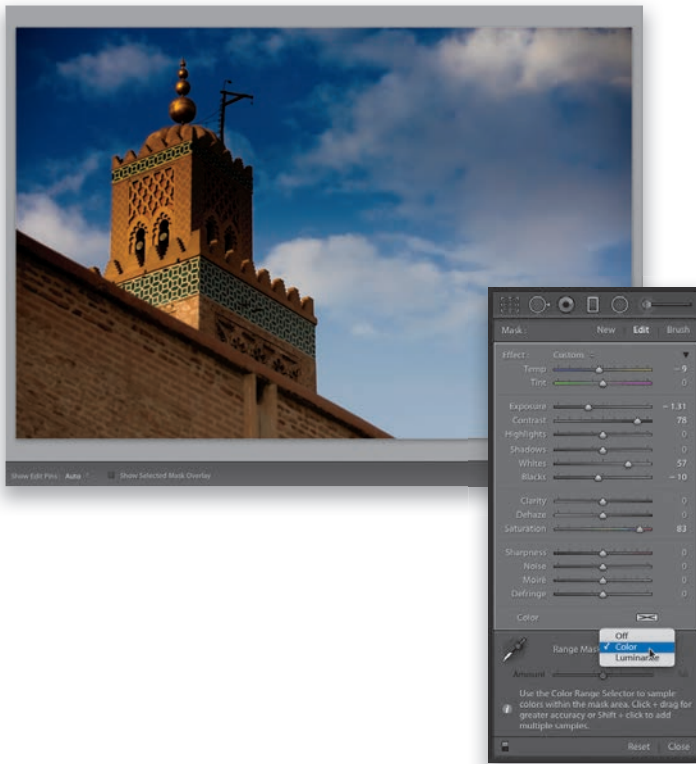 Show Edit Pins: Auto
Show Selected Mask Overlay
Mask: New Edit Brush
Effect: Custom
Temp – 9
Tint 0
Exposure – 1.31
Contrast 78
Highlights 0
Shadows 0
Whites 57
Blacks – 10
Clarity 0
Dehaze 0
Saturation 83
Sharpness 0
Noise 0
Moiré 0
Defringe 0
Color
Off
Range Mask ✓ Color
Luminance
Amount 50
Use the Color Range Selector to sample
colors within the mask area. Click + drag for
greater accuracy or Shift + click to add
multiple samples.
Reset Close